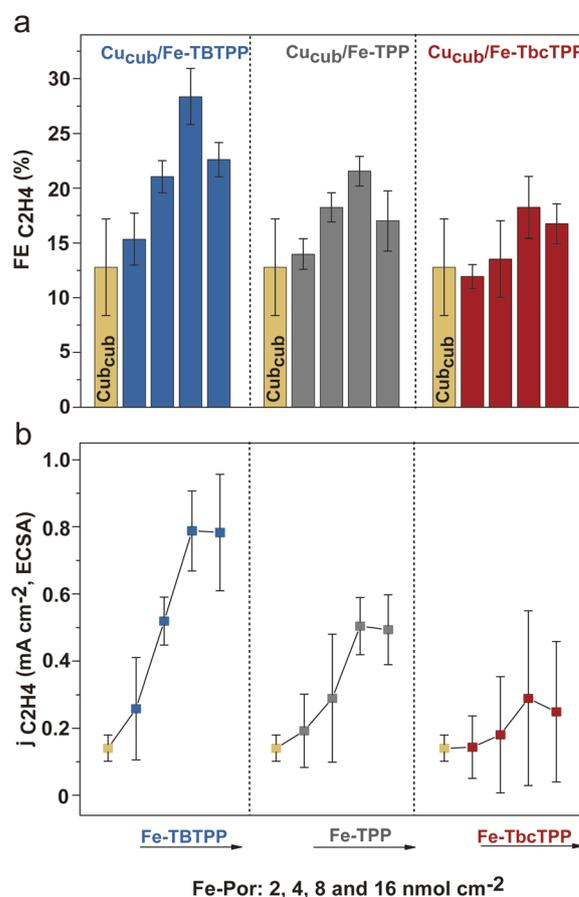 a
Cucub/Fe-TBTPP Cucub/Fe-TPP Cucub/Fe-TbcTPP
FE C2H4 (%)
30
25
20
15
10
5
0
Cubcub Cubcub Cubcub
b
j C2H4 (mA cm-2, ECSA)
1.0
0.8
0.6
0.4
0.2
0
Fe-TBTPP Fe-TPP Fe-TbcTPP
Fe-Por: 2, 4, 8 and 16 nmol cm-2